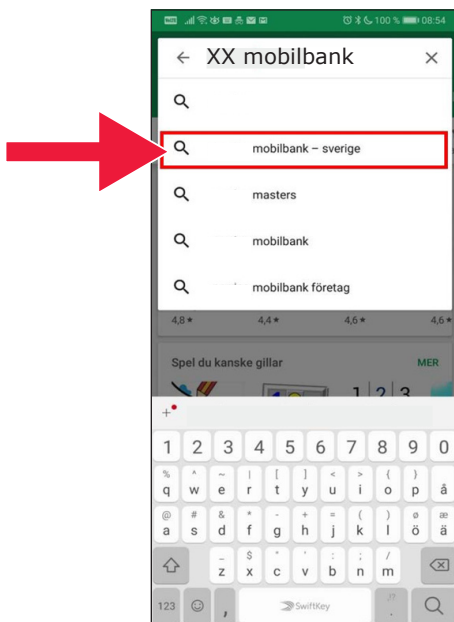 100 % 08:54
XX mobilbank
mobilbank – sverige
masters
mobilbank
mobilbank företag
4,8★ 4,4★ 4,6★ 4,6★
Spel du kanske gillar MER
1 2 3
+
1 2 3 4 5 6 7 8 9 0
% ^ ~ | [ ] < > { }
q w e r t y u i o p å
@ # & * - + = ( ) ø æ
a s d f g h j k l ö ä
_ $ " ' : ; /
z x c v b n m
123 , SwiftKey .